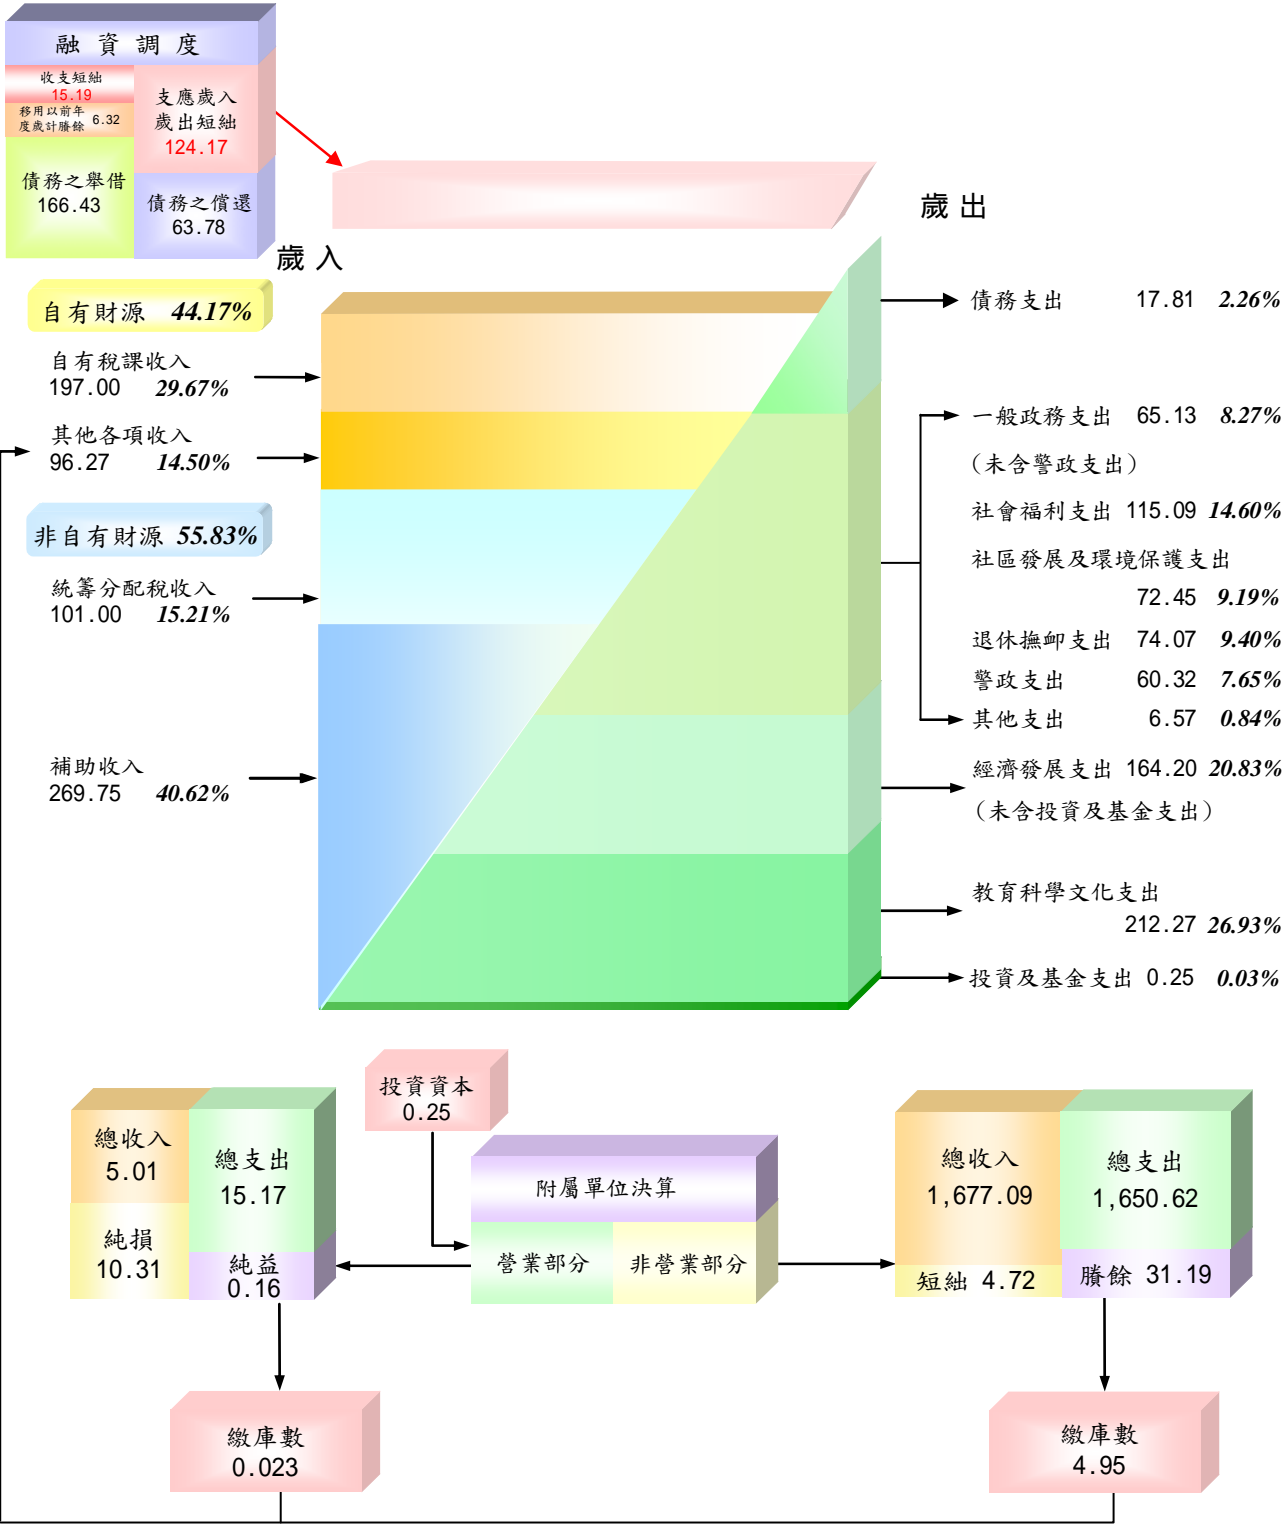 融資調度
收支短絀
15.19
移用以前年
度歲計賸餘 6.32
支應歲入
歲出短絀
124.17
債務之舉借
166.43
債務之償還
63.78
歲入
歲出
自有財源 44.17%
自有稅課收入
197.00 29.67%
其他各項收入
96.27 14.50%
非自有財源 55.83%
統籌分配稅收入
101.00 15.21%
補助收入
269.75 40.62%
債務支出 17.81 2.26%
一般政務支出 65.13 8.27%
(未含警政支出)
社會福利支出 115.09 14.60%
社區發展及環境保護支出
72.45 9.19%
退休撫卹支出 74.07 9.40%
警政支出 60.32 7.65%
其他支出 6.57 0.84%
經濟發展支出 164.20 20.83%
(未含投資及基金支出)
教育科學文化支出
212.27 26.93%
投資及基金支出 0.25 0.03%
總收入
5.01
純損
10.31
總支出
15.17
純益
0.16
投資資本
0.25
附屬單位決算
營業部分
非營業部分
總收入
1,677.09
短絀 4.72
總支出
1,650.62
賸餘 31.19
繳庫數
0.023
繳庫數
4.95